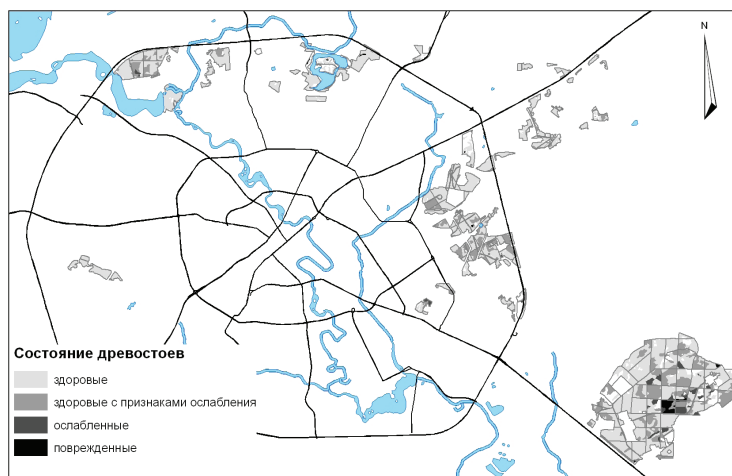 N
Состояние древостоев
здоровые
здоровые с признаками ослабления
ослабленные
поврежденные